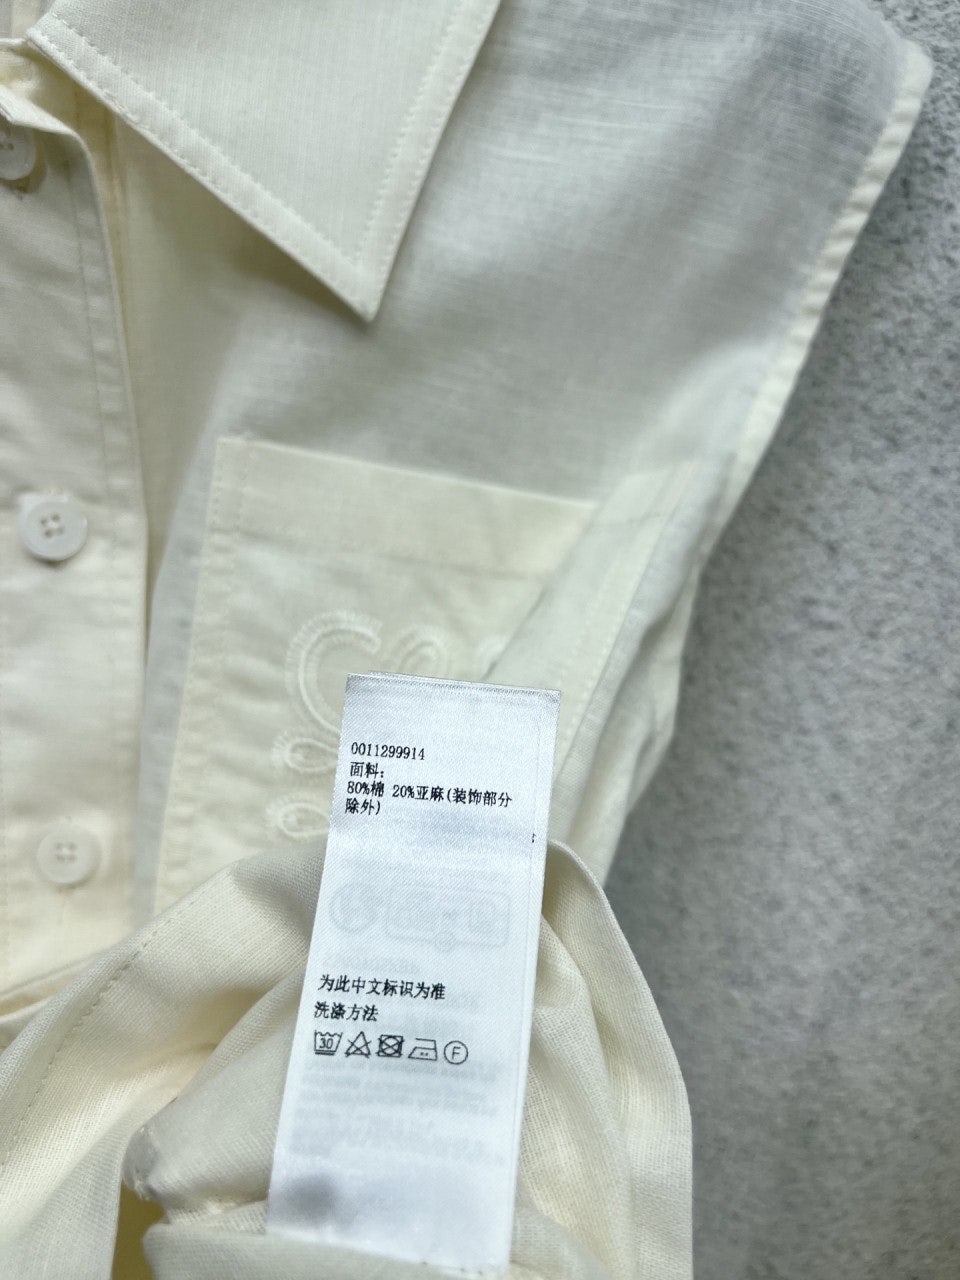 0011299914
面料:
80%棉 20%亚麻(装饰部分
除外)
为此中文标识为准
洗涤方法
30
F